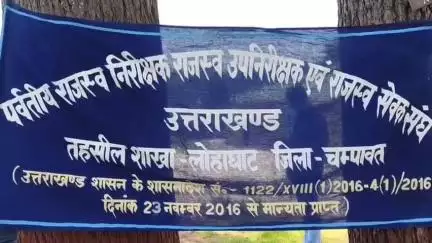 पर्वतीय राजस्व निरीक्षक राजस्व उपनिरीक्षक एवं राजस्व सेवक संघ
उत्तराखण्ड
तहसील शाखा-लोहाघाट जिला-चम्पावत
(उत्तराखण्ड शासन के शासनादेश सं०- 1122/XVIII(1)2016-4(1)/2016
दिनांक 23 नवम्बर 2016 से मान्यता प्राप्त)